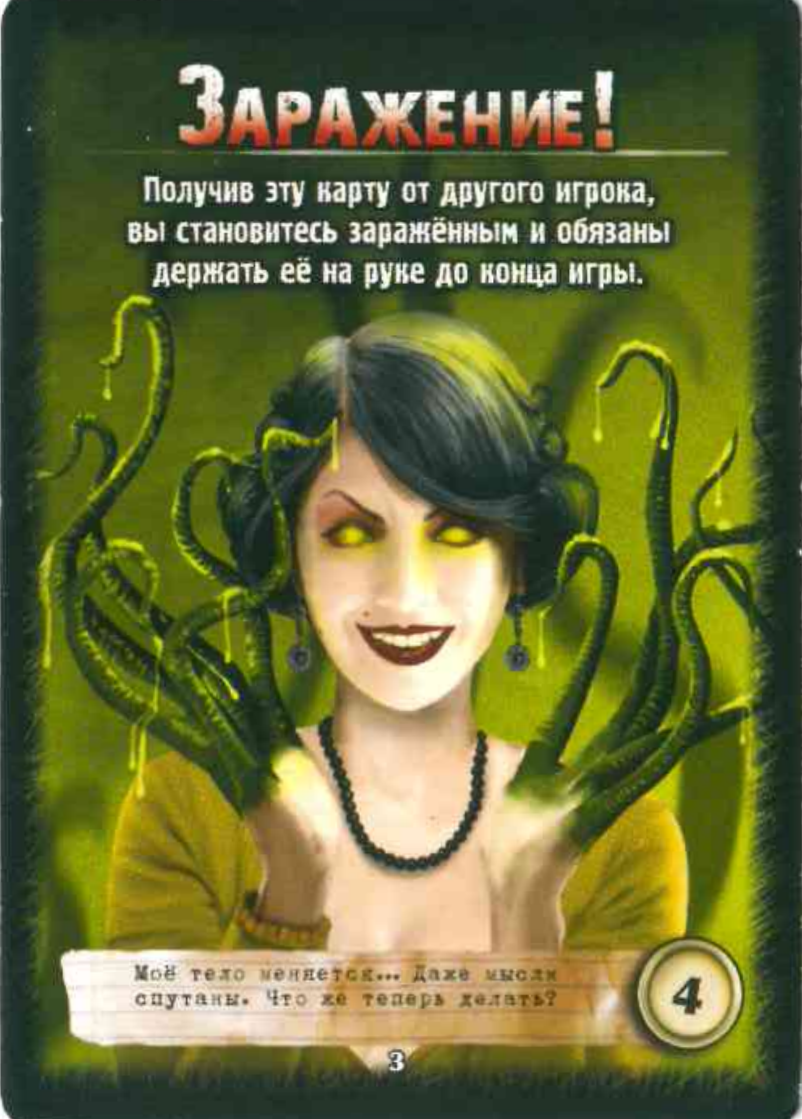 Заражение!
Получив эту карту от другого игрока,
вы становитесь заражённым и обязаны
держать её на руке до конца игры.
Моё тело меняется... Даже мысли
спутаны. Что же теперь делать?
4
3